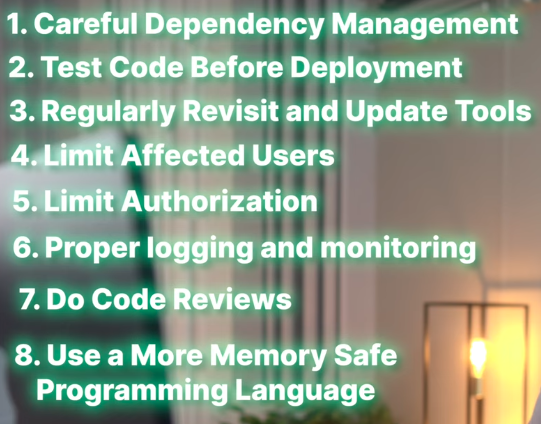 1. Careful Dependency Management
2. Test Code Before Deployment
3. Regularly Revisit and Update Tools
4. Limit Affected Users
5. Limit Authorization
6. Proper logging and monitoring
7. Do Code Reviews
8. Use a More Memory Safe
Programming Language